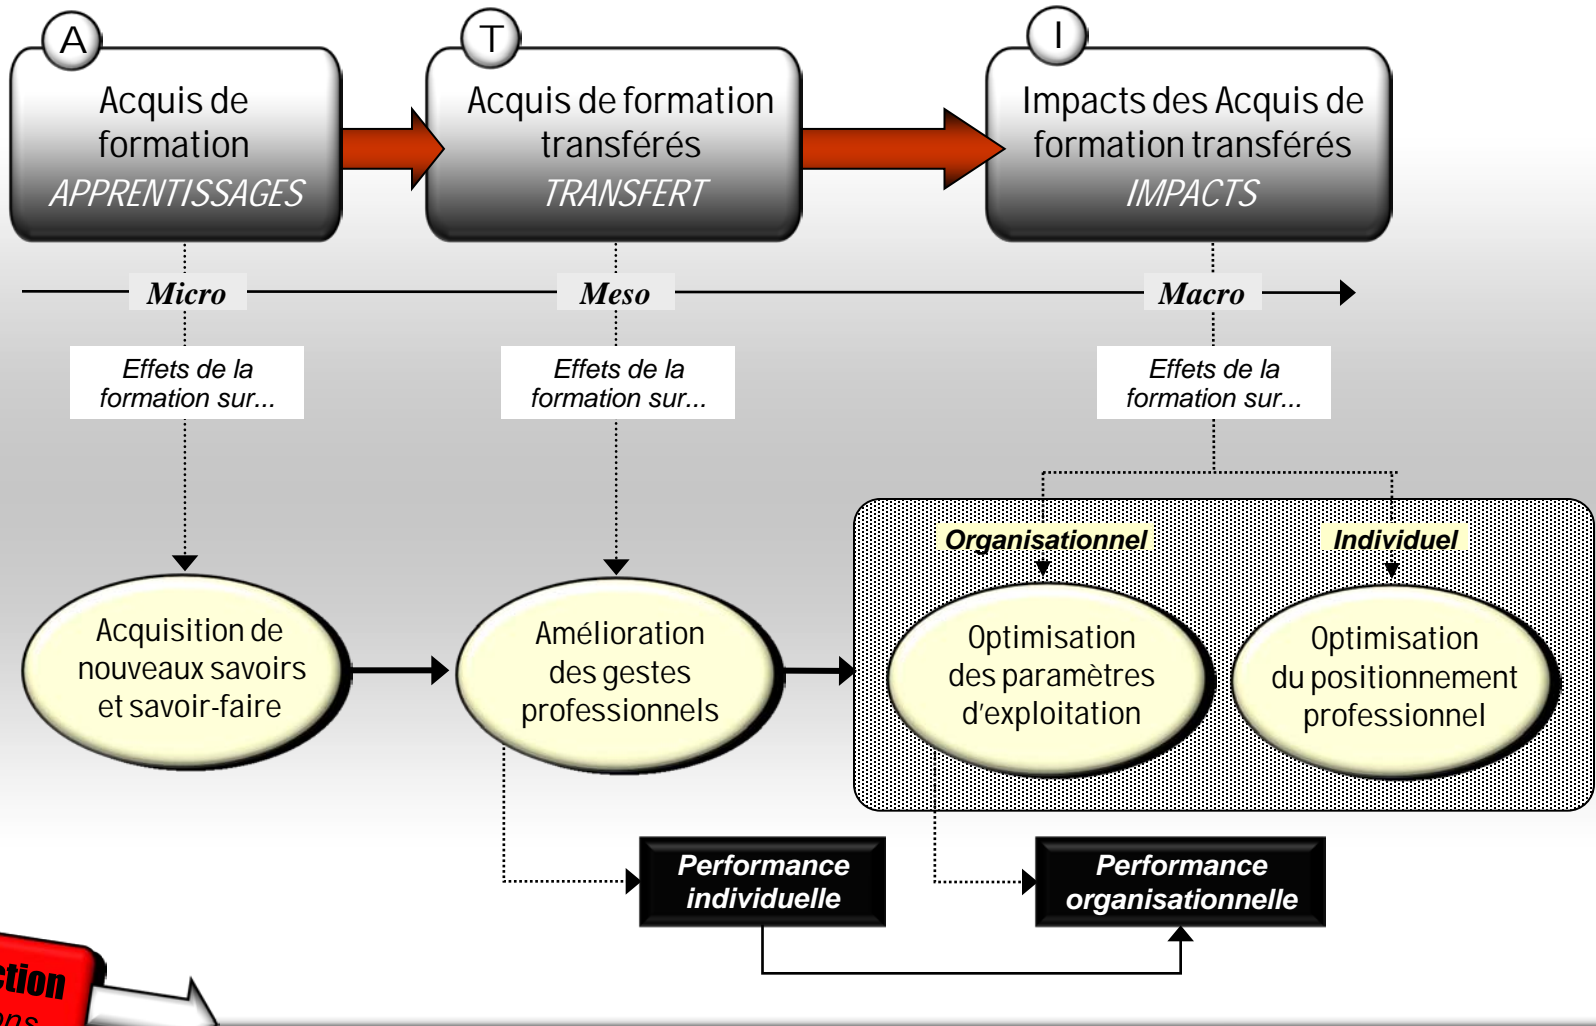 A
Acquis de
formation
APPRENTISSAGES
T
Acquis de formation
transférés
TRANSFERT
I
Impacts des Acquis de
formation transférés
IMPACTS
Micro
Meso
Macro
Effets de la
formation sur...
Effets de la
formation sur...
Effets de la
formation sur...
Organisationnel
Individuel
Acquisition de
nouveaux savoirs
et savoir-faire
Amélioration
des gestes
professionnels
Optimisation
des paramètres
d'exploitation
Optimisation
du positionnement
professionnel
Performance
individuelle
Performance
organisationnelle